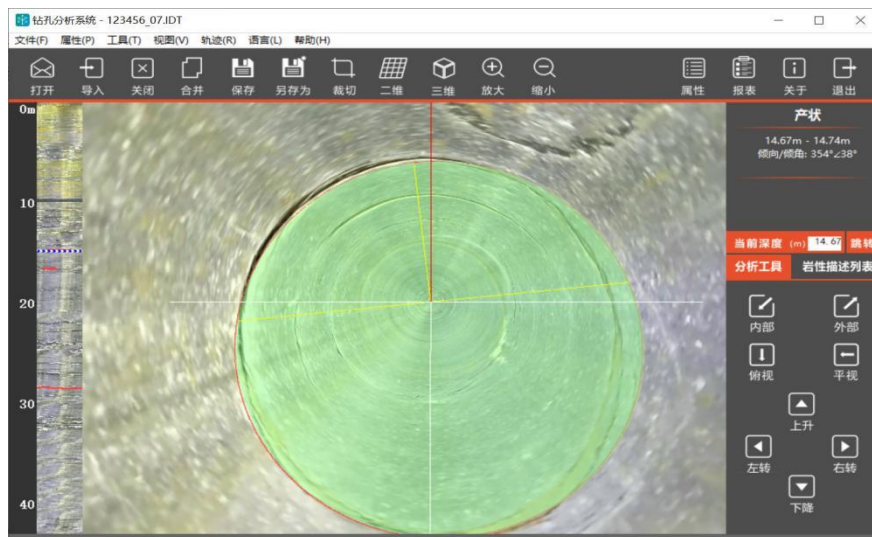 钻孔分析系统 - 123456_07.IDT
文件(F) 属性(P) 工具(T) 视图(V) 轨迹(R) 语言(L) 帮助(H)
打开 导入 关闭 合并 保存 另存为 裁切 二维 三维 放大 缩小 属性 报表 关于 退出
0m
10
20
30
40
产状
14.67m - 14.74m
倾向/倾角: 354°∠38°
当前深度 (m) 14.67 跳转
分析工具 岩性描述列表
内部 外部
俯视 平视
上升
左转 右转
下降